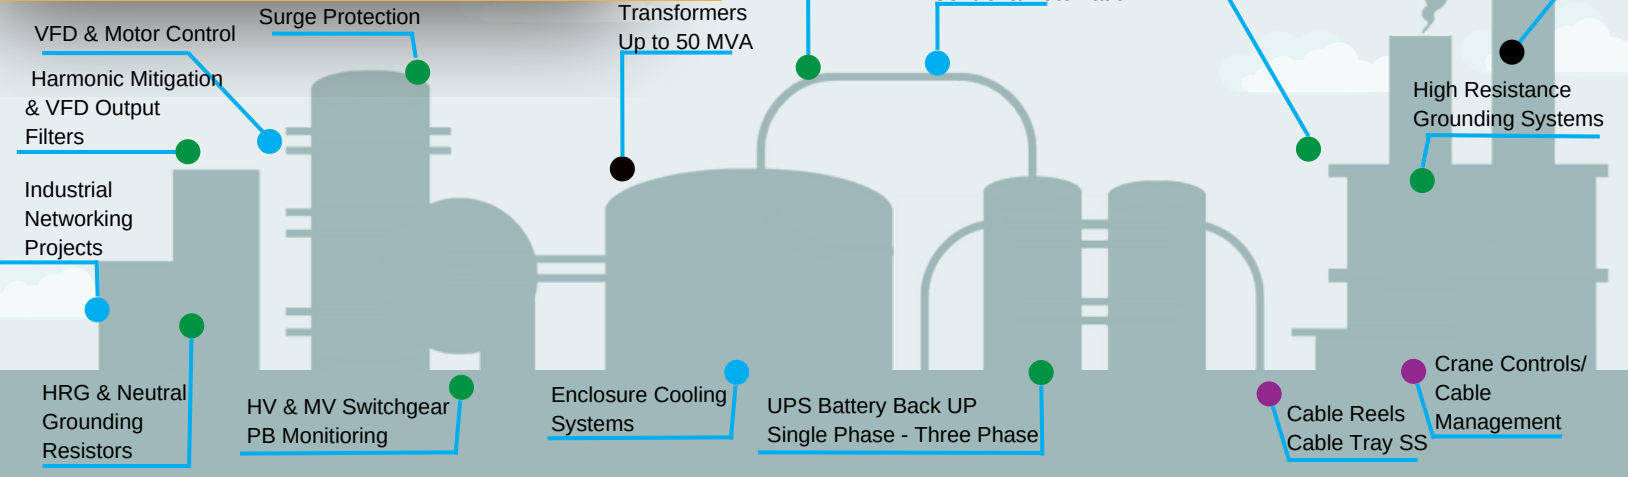 Surge Protection
VFD & Motor Control
Harmonic Mitigation
& VFD Output
Filters
Industrial
Networking
Projects
Transformers
Up to 50 MVA
High Resistance
Grounding Systems
HRG & Neutral
Grounding
Resistors
HV & MV Switchgear
PB Monitioring
Enclosure Cooling
Systems
UPS Battery Back UP
Single Phase - Three Phase
Cable Reels
Cable Tray SS
Crane Controls/
Cable
Management